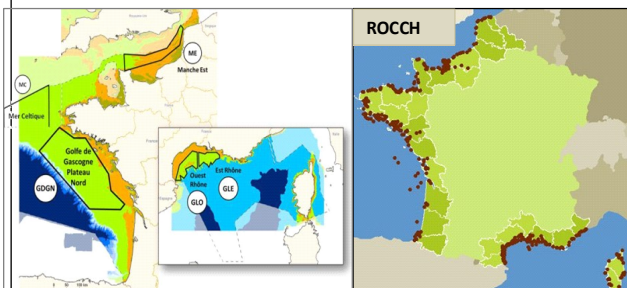 ME
Manche Est
MC
Mer Celtique
Golfe de
Gascogne
Plateau
Nord
GDGN
Ouest
Rhône
Est Rhône
GLO
GLE
ROCCH